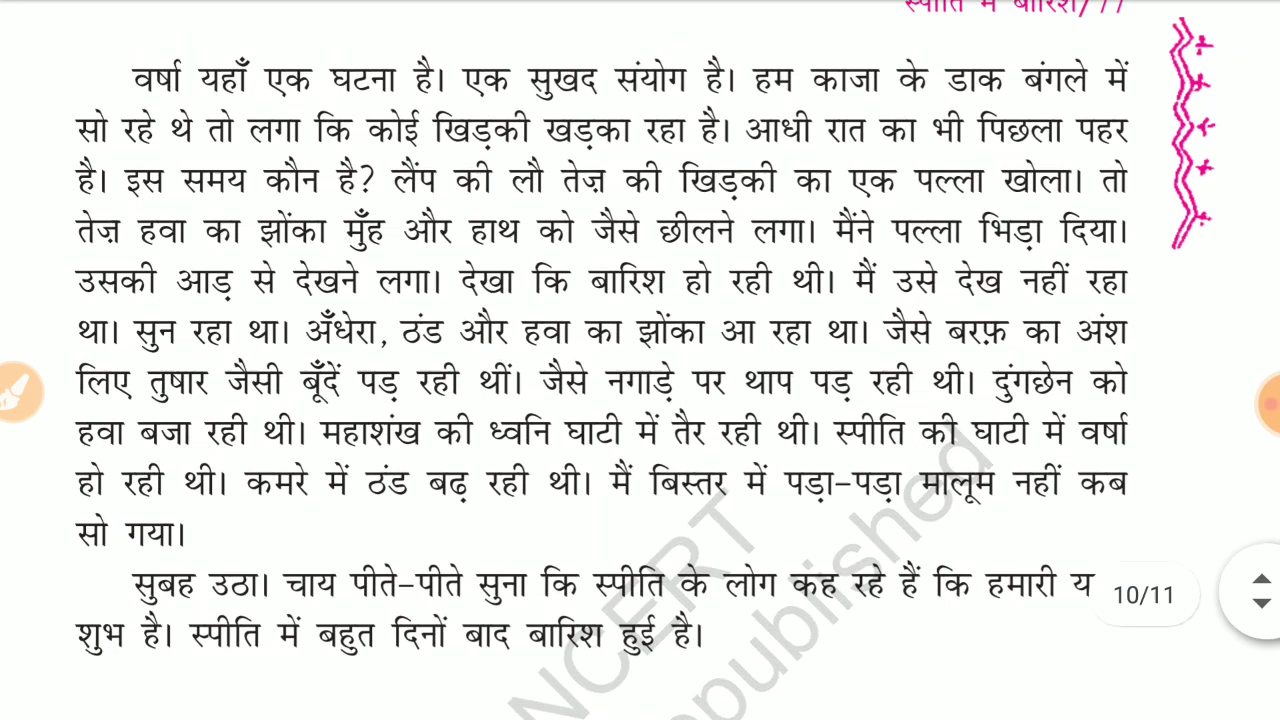 स्पीति में बारिश/77
वर्षा यहाँ एक घटना है। एक सुखद संयोग है। हम काजा के डाक बंगले में
सो रहे थे तो लगा कि कोई खिड़की खड़का रहा है। आधी रात का भी पिछला पहर
है। इस समय कौन है? लैंप की लौ तेज़ की खिड़की का एक पल्ला खोला। तो
तेज़ हवा का झोंका मुँह और हाथ को जैसे छीलने लगा। मैंने पल्ला भिड़ा दिया।
उसकी आड़ से देखने लगा। देखा कि बारिश हो रही थी। मैं उसे देख नहीं रहा
था। सुन रहा था। अँधेरा, ठंड और हवा का झोंका आ रहा था। जैसे बरफ़ का अंश
लिए तुषार जैसी बूँदें पड़ रही थीं। जैसे नगाड़े पर थाप पड़ रही थी। दुंगछेन को
हवा बजा रही थी। महाशंख की ध्वनि घाटी में तैर रही थी। स्पीति की घाटी में वर्षा
हो रही थी। कमरे में ठंड बढ़ रही थी। मैं बिस्तर में पड़ा-पड़ा मालूम नहीं कब
सो गया।
सुबह उठा। चाय पीते-पीते सुना कि स्पीति के लोग कह रहे हैं कि हमारी य
10/11
शुभ है। स्पीति में बहुत दिनों बाद बारिश हुई है।
NCERT
republished